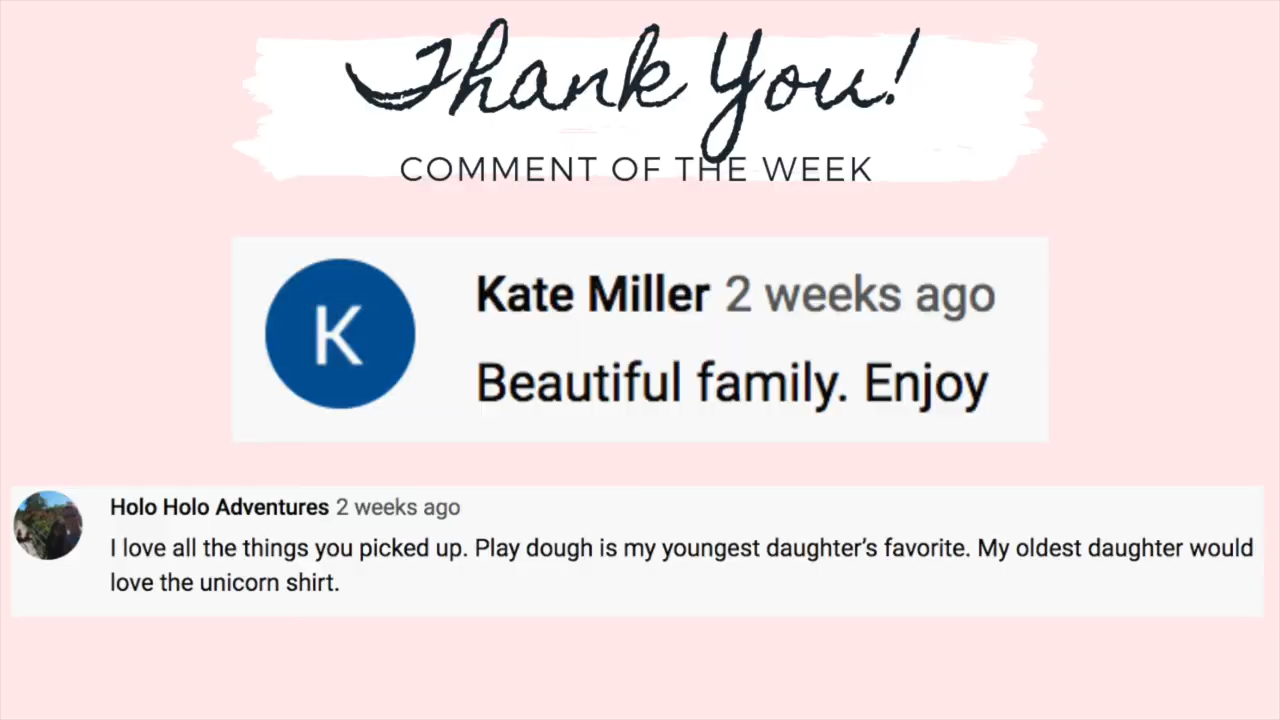 Thank You!
COMMENT OF THE WEEK
K
Kate Miller 2 weeks ago
Beautiful family. Enjoy
Holo Holo Adventures 2 weeks ago
I love all the things you picked up. Play dough is my youngest daughter's favorite. My oldest daughter would
love the unicorn shirt.